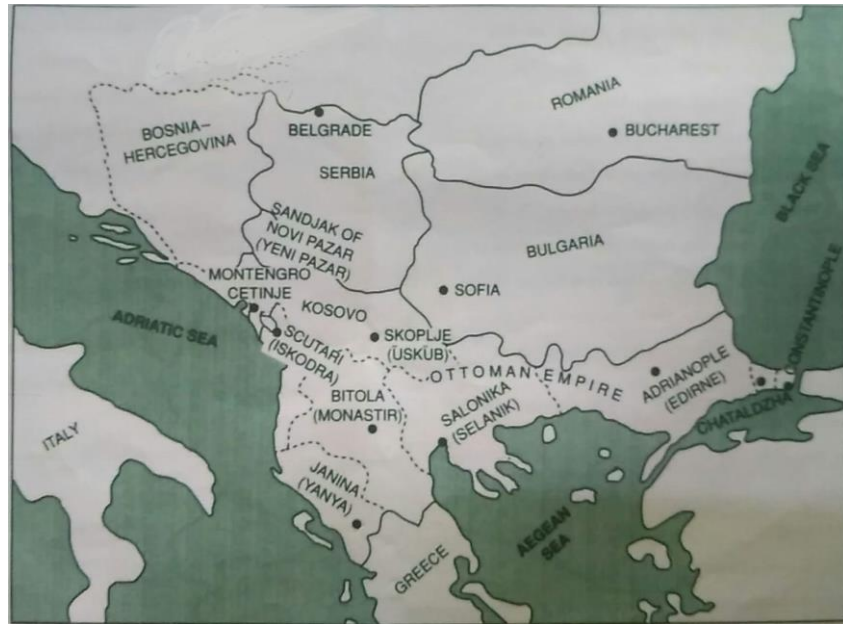 ROMANIA
BOSNIA–
HERCEGOVINA
BELGRADE
BUCHAREST
SERBIA
BLACK SEA
SANDJAK OF
NOVI PAZAR
(YENI PAZAR)
BULGARIA
MONTENGRO
CETINJE
KOSOVO
SOFIA
ADRIATIC SEA
SCUTARI
(ISKODRA)
SKOPLJE
(ÜSKÜB)
CONSTANTINOPLE
OTTOMAN EMPIRE
ADRIANOPLE
(EDIRNE)
CHATALDZHA
BITOLA
(MONASTIR)
SALONIKA
(SELANIK)
ITALY
JANINA
(YANYA)
AEGEAN
SEA
GREECE